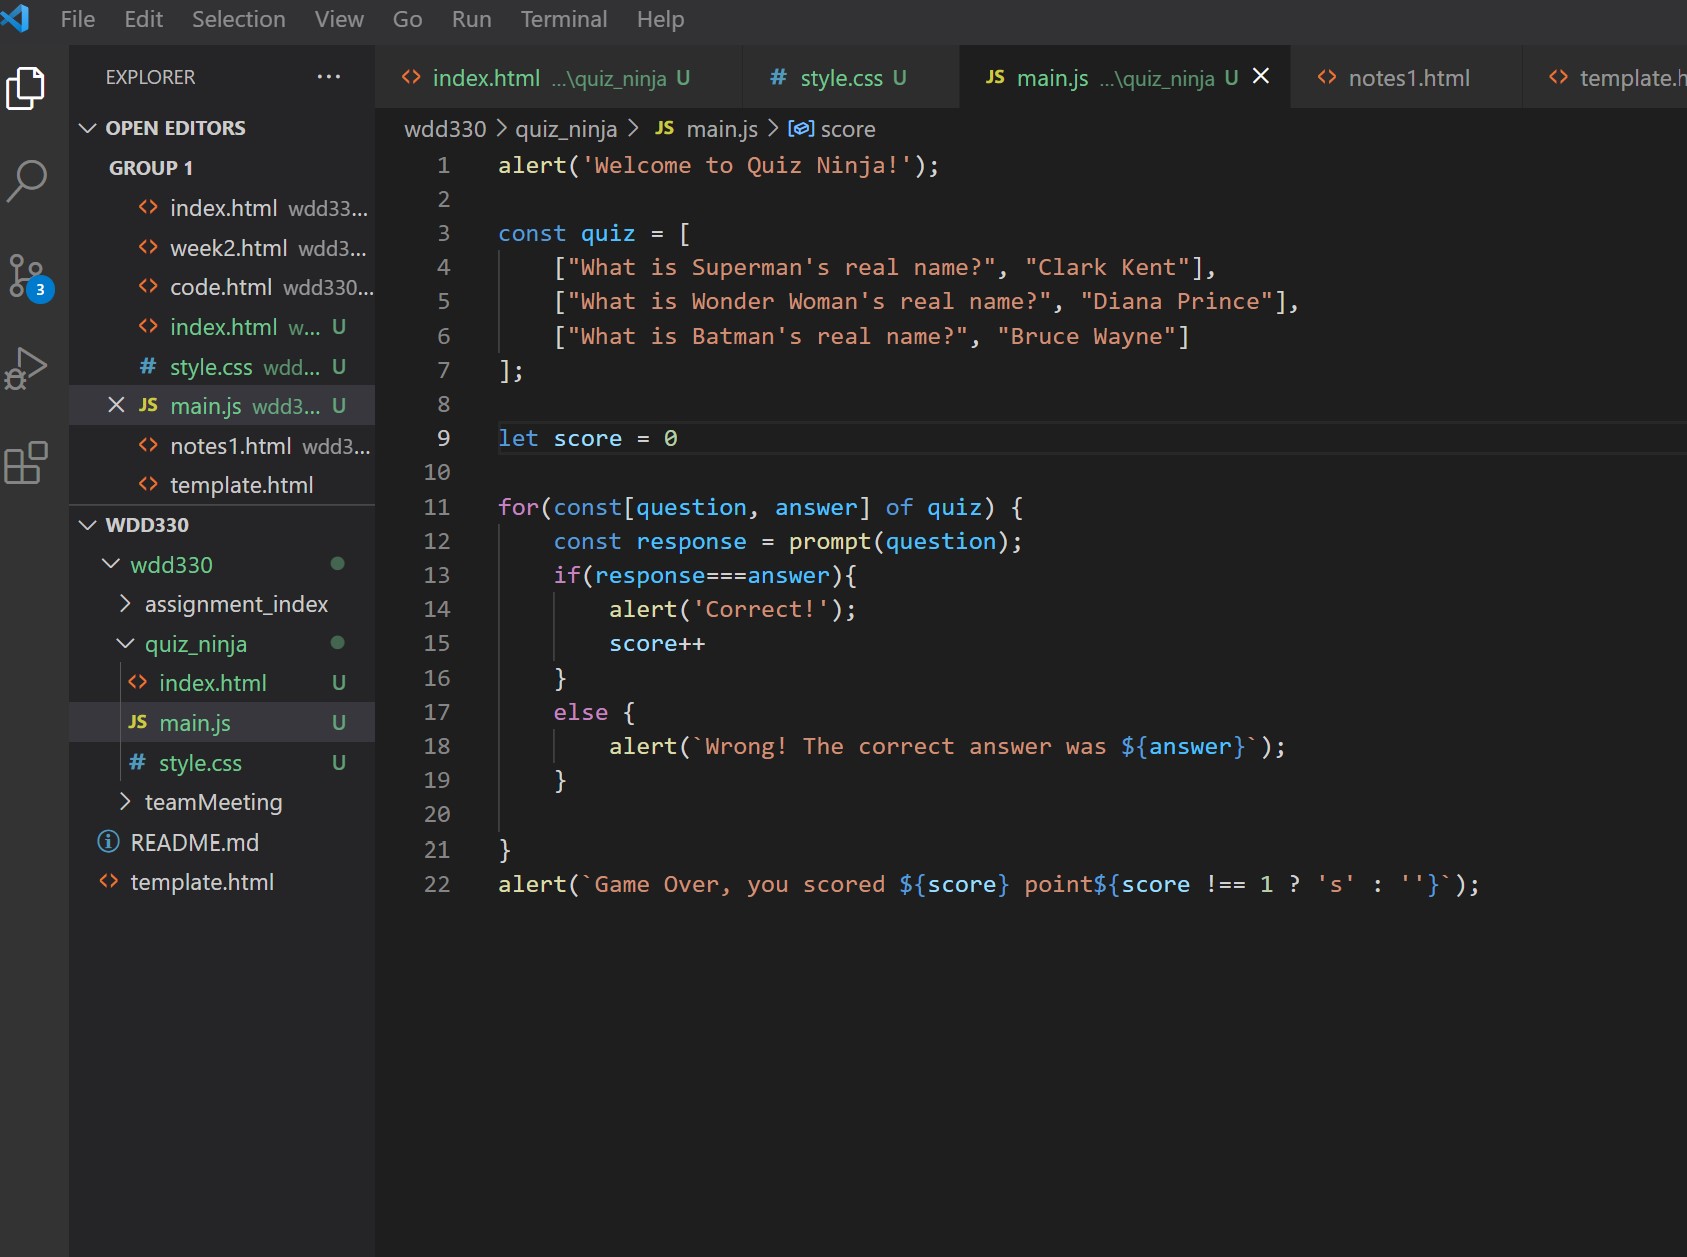 File Edit Selection View Go Run Terminal Help
EXPLORER ...
OPEN EDITORS
GROUP 1
index.html wdd33...
week2.html wdd3...
code.html wdd330...
index.html w... U
style.css wdd... U
JS main.js wdd3... U
notes1.html wdd3...
template.html
WDD330
wdd330
assignment_index
quiz_ninja
index.html U
JS main.js U
# style.css U
teamMeeting
README.md
template.html
3
index.html ...\quiz_ninja U # style.css U JS main.js ...\quiz_ninja U notes1.html template.h
wdd330 > quiz_ninja > JS main.js > score
1 alert('Welcome to Quiz Ninja!');
2
3 const quiz = [
4     ["What is Superman's real name?", "Clark Kent"],
5     ["What is Wonder Woman's real name?", "Diana Prince"],
6     ["What is Batman's real name?", "Bruce Wayne"]
7 ];
8
9 let score = 0
10
11 for(const[question, answer] of quiz) {
12     const response = prompt(question);
13     if(response===answer){
14         alert('Correct!');
15         score++
16     }
17     else {
18         alert(`Wrong! The correct answer was ${answer}`);
19     }
20
21 }
22 alert(`Game Over, you scored ${score} point${score !== 1 ? 's' : ''}`);